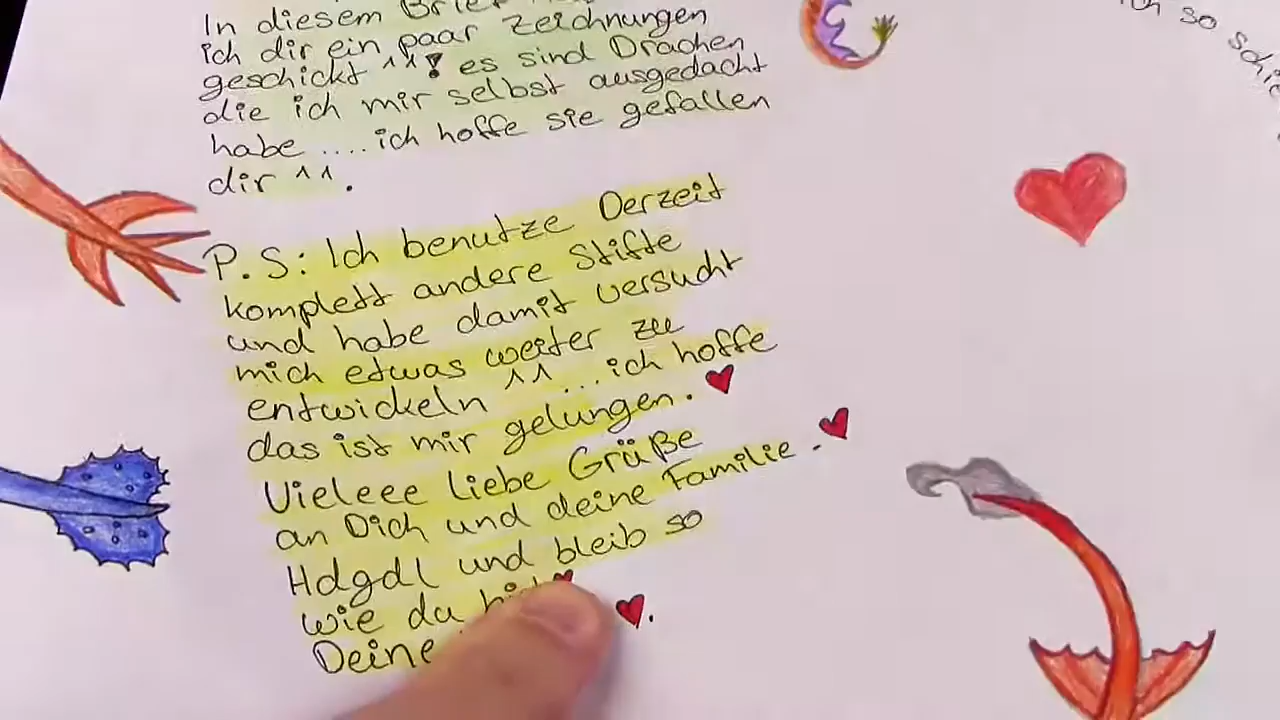 In diesem Brief
ich dir ein paar Zeichnungen
geschickt ^^! es sind Drachen
die ich mir selbst ausgedacht
habe ....ich hoffe sie gefallen
dir ^^.
P.S: Ich benutze Derzeit
komplett andere Stifte
und habe damit versucht
mich etwas weiter zu
entwickeln ^^ ...ich hoffe
das ist mir gelungen. ♥
Vieleee liebe Grüße
an Dich und deine Familie. ♥
Hdgdl und bleib so
wie du ♥
Deine ♥.
so